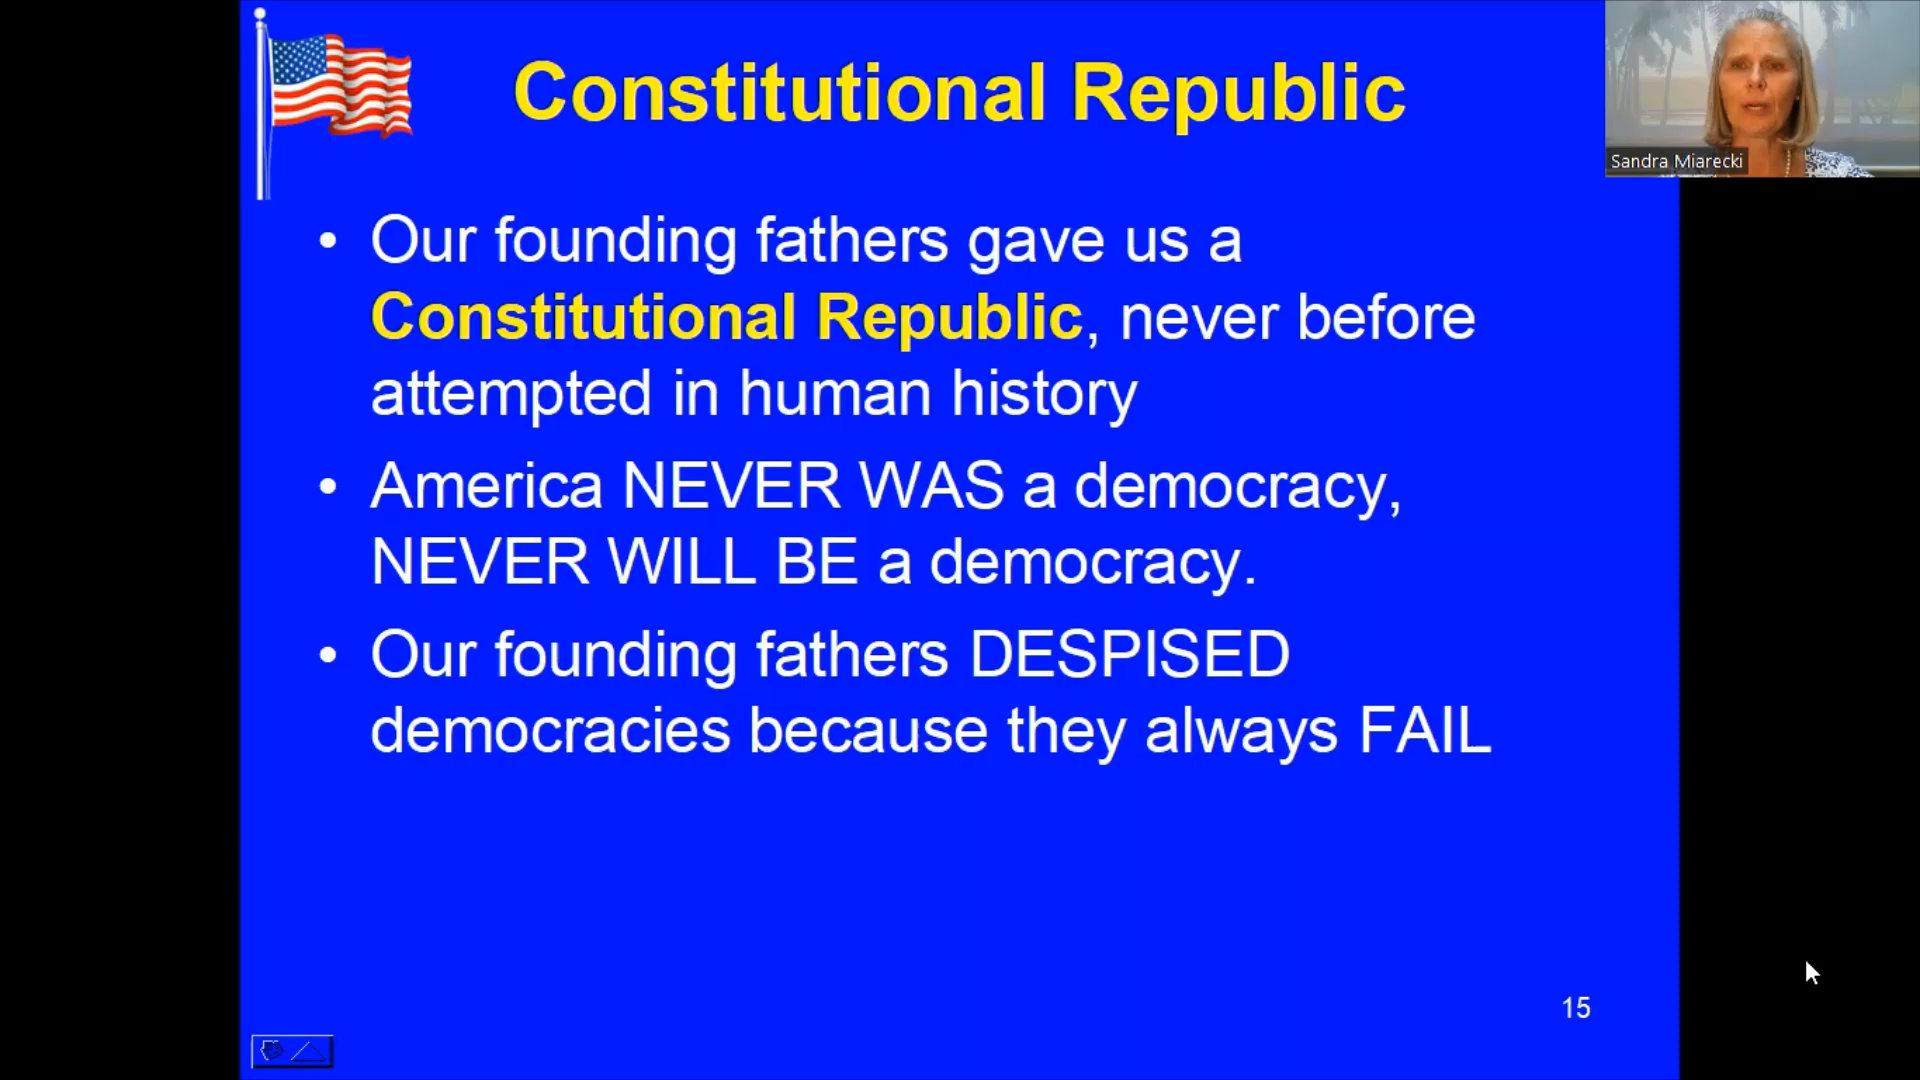 Constitutional Republic
Sandra Miarecki
• Our founding fathers gave us a
Constitutional Republic, never before
attempted in human history
• America NEVER WAS a democracy,
NEVER WILL BE a democracy.
• Our founding fathers DESPISED
democracies because they always FAIL
15